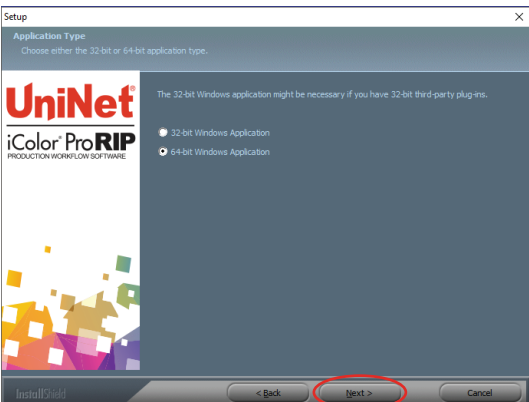 Setup
Application Type
Choose either the 32-bit or 64-bit application type.
UniNet®
iColor® ProRIP
PRODUCTION WORKFLOW SOFTWARE
The 32-bit Windows application might be necessary if you have 32-bit third-party plug-ins.
32-bit Windows Application
64-bit Windows Application
InstallShield
< Back
Next >
Cancel